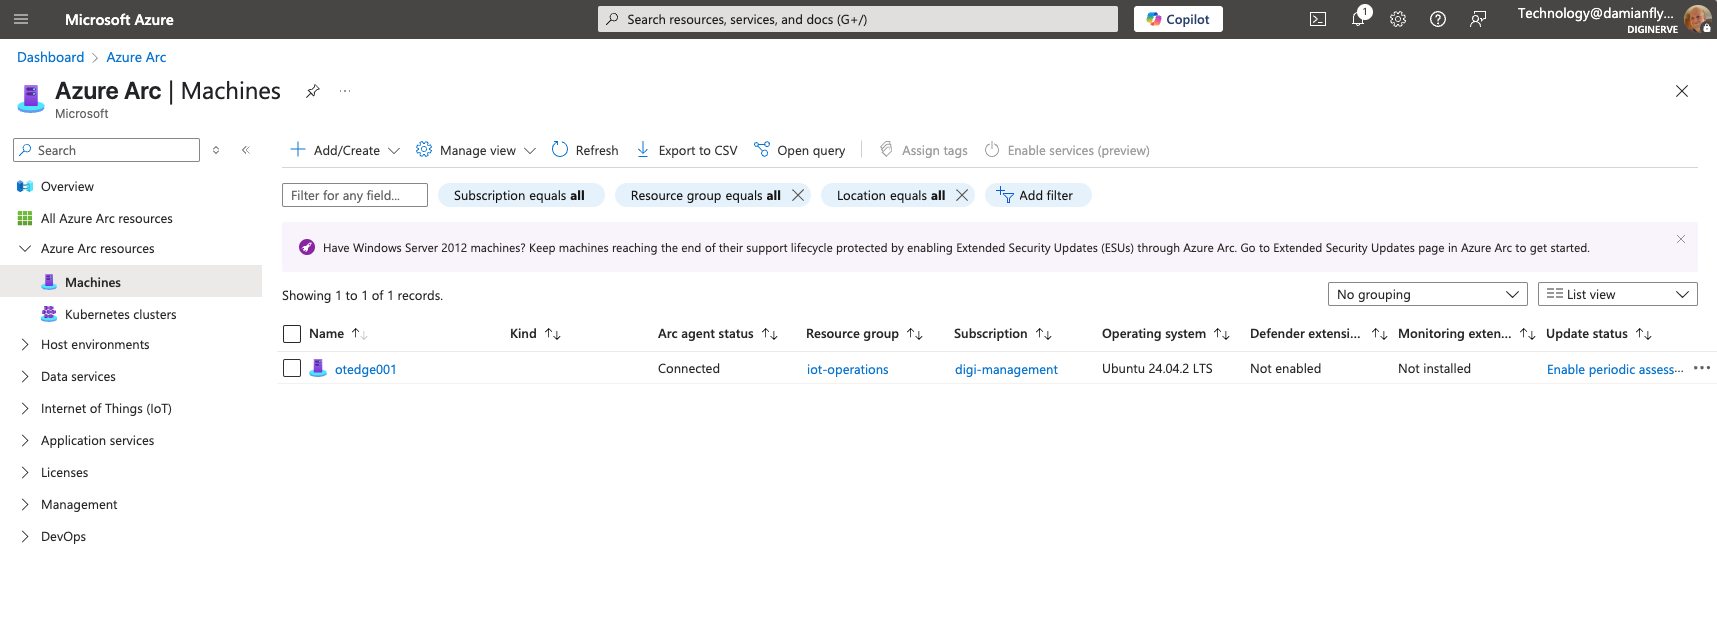 Microsoft Azure
Search resources, services, and docs (G+/)
Copilot
1
Technology@damianfly...
DIGINERVE
Dashboard > Azure Arc
Azure Arc | Machines
Microsoft
Search
Add/Create
Manage view
Refresh
Export to CSV
Open query
Assign tags
Enable services (preview)
Overview
All Azure Arc resources
Azure Arc resources
Machines
Kubernetes clusters
Host environments
Data services
Internet of Things (IoT)
Application services
Licenses
Management
DevOps
Filter for any field...
Subscription equals all
Resource group equals all
Location equals all
Add filter
Have Windows Server 2012 machines? Keep machines reaching the end of their support lifecycle protected by enabling Extended Security Updates (ESUs) through Azure Arc. Go to Extended Security Updates page in Azure Arc to get started.
Showing 1 to 1 of 1 records.
No grouping
List view
Name
Kind
Arc agent status
Resource group
Subscription
Operating system
Defender extensi...
Monitoring exten...
Update status
otedge001
Connected
iot-operations
digi-management
Ubuntu 24.04.2 LTS
Not enabled
Not installed
Enable periodic assess...